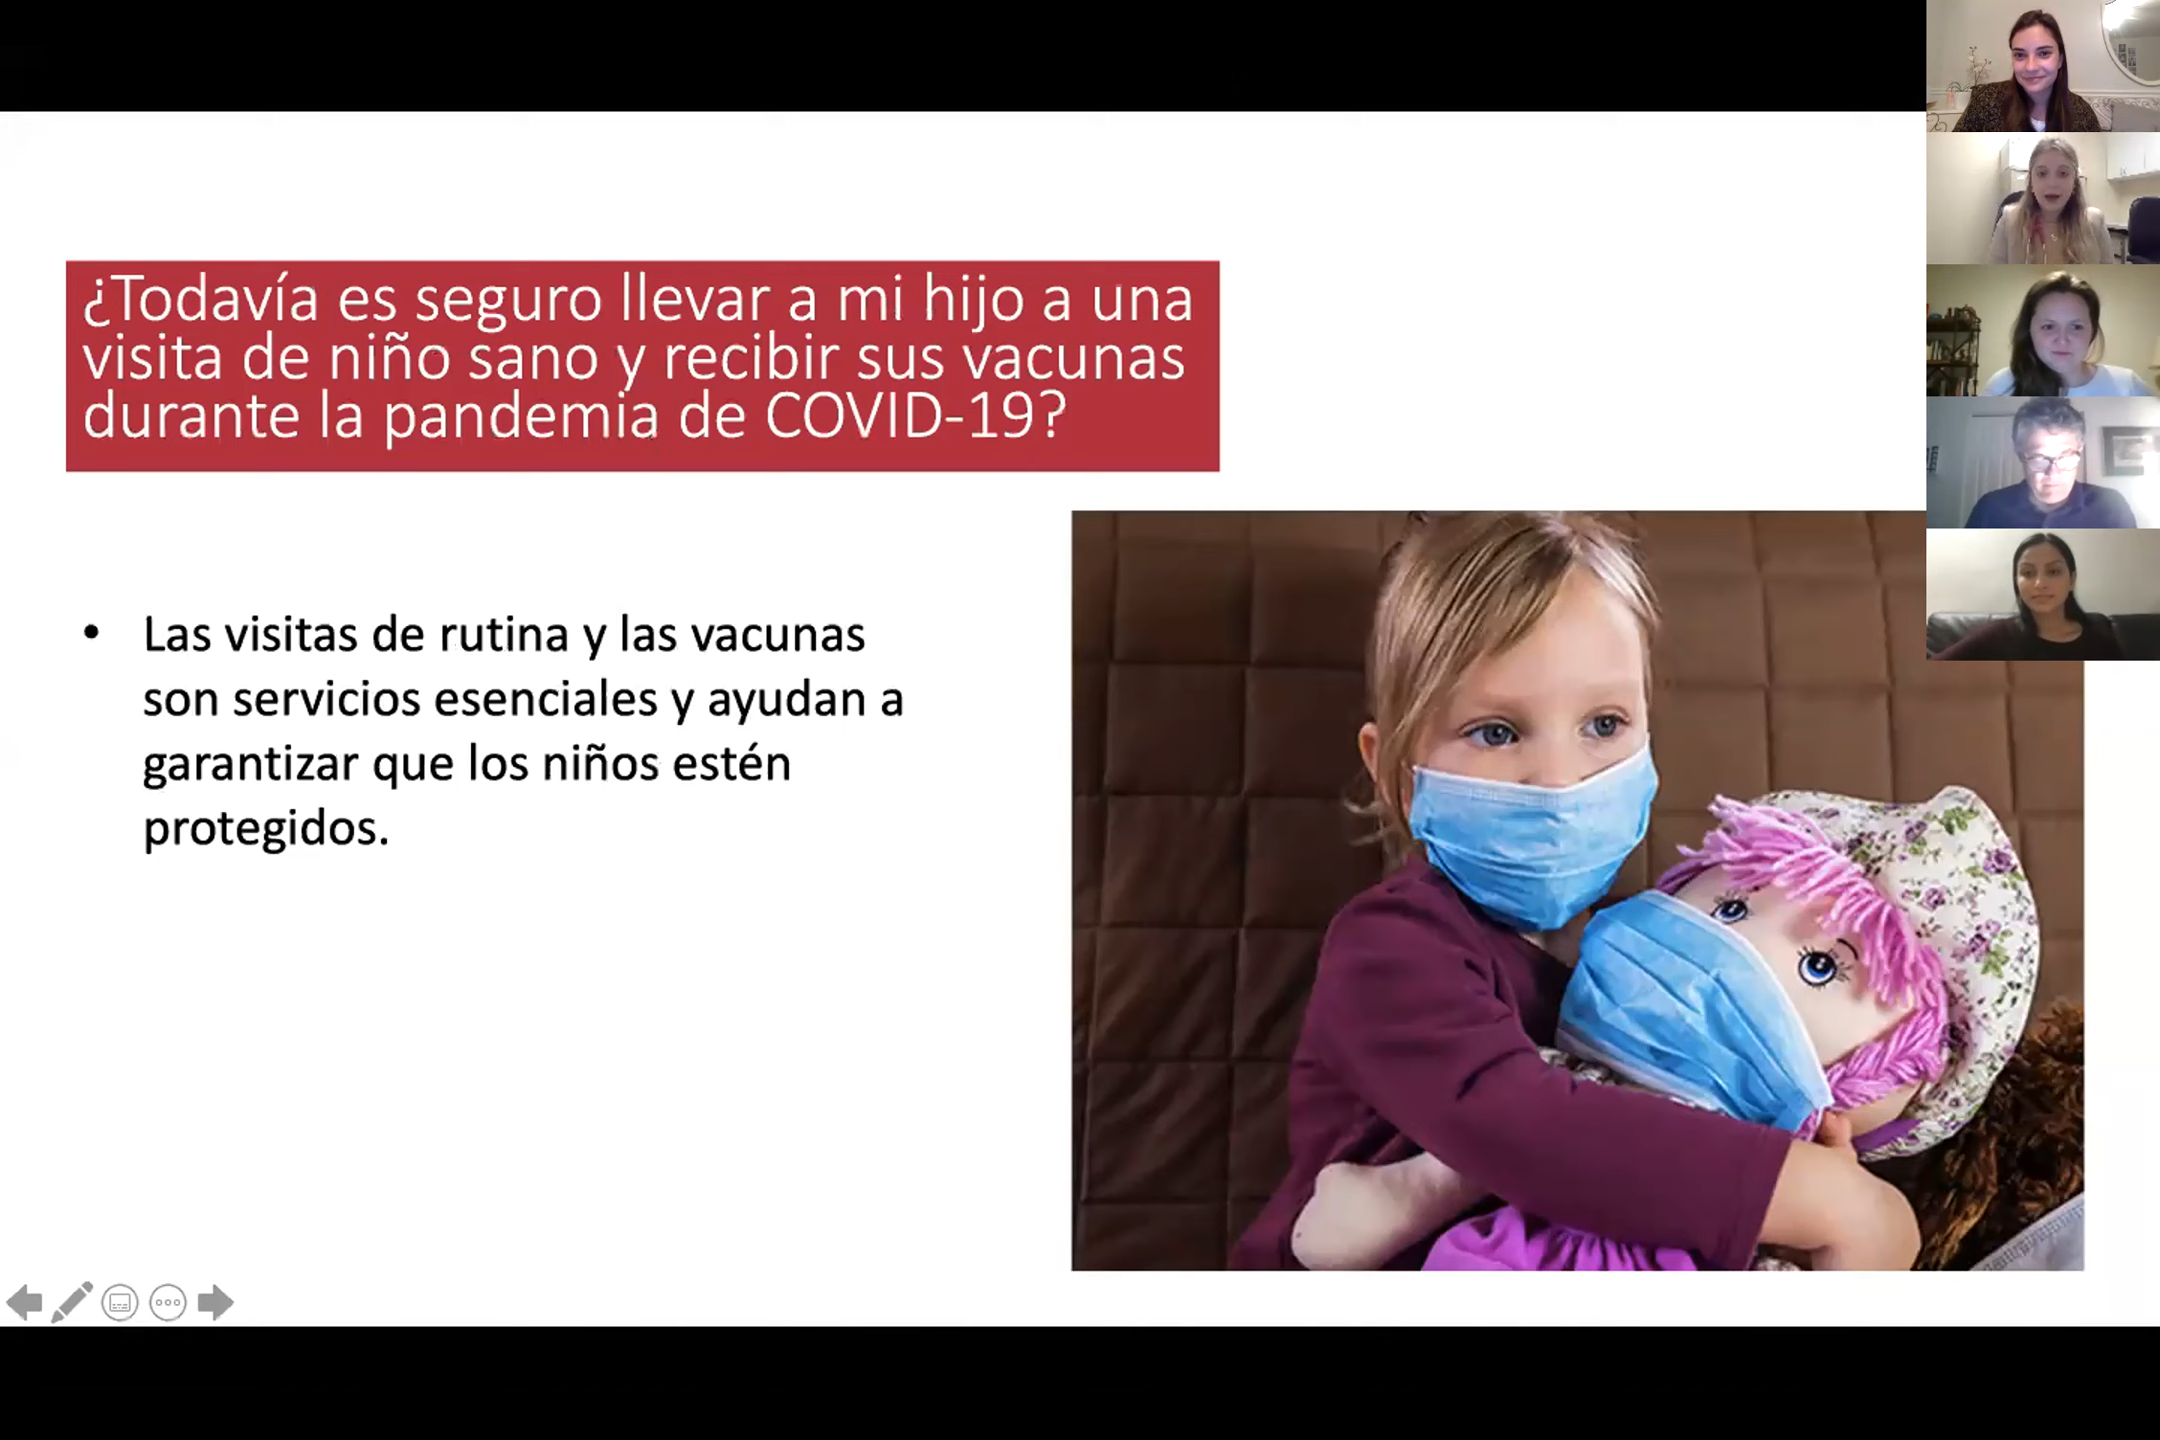 ¿Todavía es seguro llevar a mi hijo a una
visita de niño sano y recibir sus vacunas
durante la pandemia de COVID-19?
• Las visitas de rutina y las vacunas
son servicios esenciales y ayudan a
garantizar que los niños estén
protegidos.